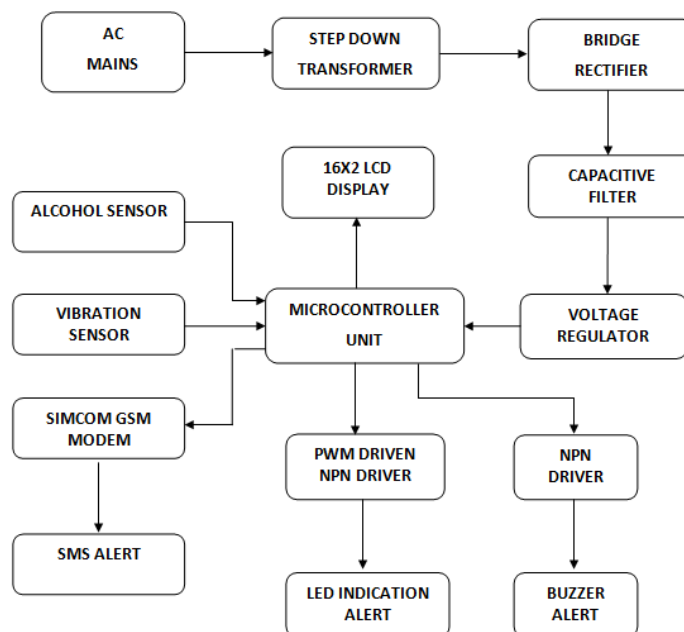 AC
MAINS
STEP DOWN
TRANSFORMER
BRIDGE
RECTIFIER
16X2 LCD
DISPLAY
CAPACITIVE
FILTER
ALCOHOL SENSOR
VIBRATION
SENSOR
MICROCONTROLLER
UNIT
VOLTAGE
REGULATOR
SIMCOM GSM
MODEM
PWM DRIVEN
NPN DRIVER
NPN
DRIVER
SMS ALERT
LED INDICATION
ALERT
BUZZER
ALERT